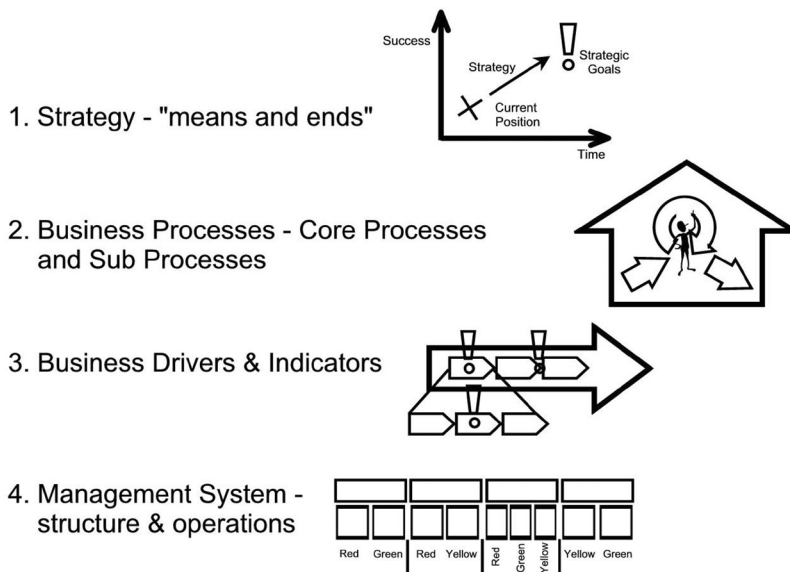 Success
Strategy
Strategic
Goals
1. Strategy - "means and ends"
Current
Position
Time
2. Business Processes - Core Processes
and Sub Processes
3. Business Drivers & Indicators
4. Management System -
structure & operations
Red Green Red Yellow Red Green Yellow Yellow Green